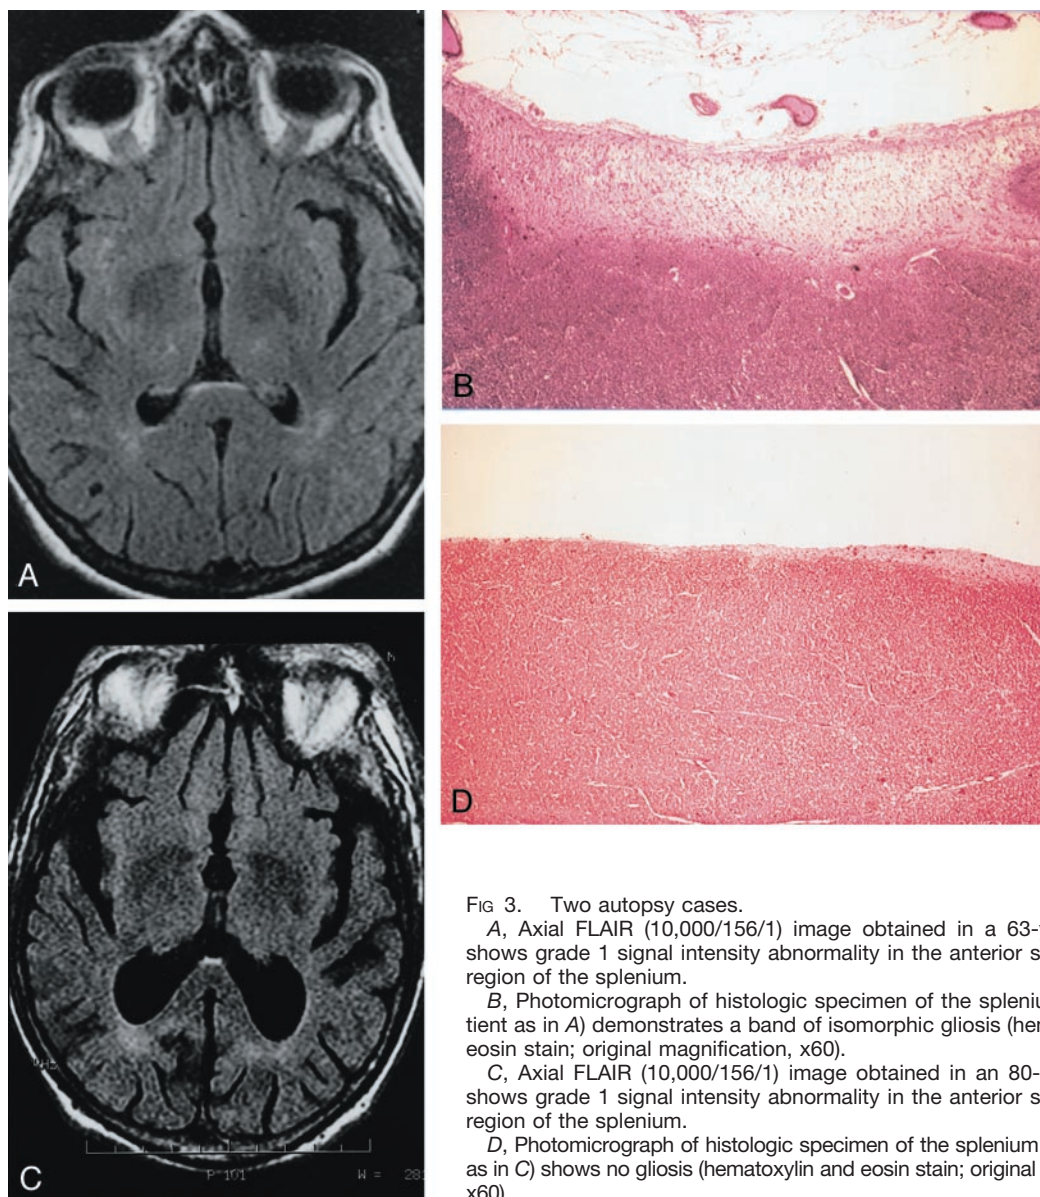 A
B
C
D
N
P 101
W = 281
FIG 3. Two autopsy cases.
A, Axial FLAIR (10,000/156/1) image obtained in a 63-
shows grade 1 signal intensity abnormality in the anterior
region of the splenium.
B, Photomicrograph of histologic specimen of the
tient as in A) demonstrates a band of isomorphic gliosis
eosin stain; original magnification, x60).
C, Axial FLAIR (10,000/156/1) image obtained in an 80-
shows grade 1 signal intensity abnormality in the anterior
region of the splenium.
D, Photomicrograph of histologic specimen of the splenium
as in C) shows no gliosis (hematoxylin and eosin stain; original
x60).